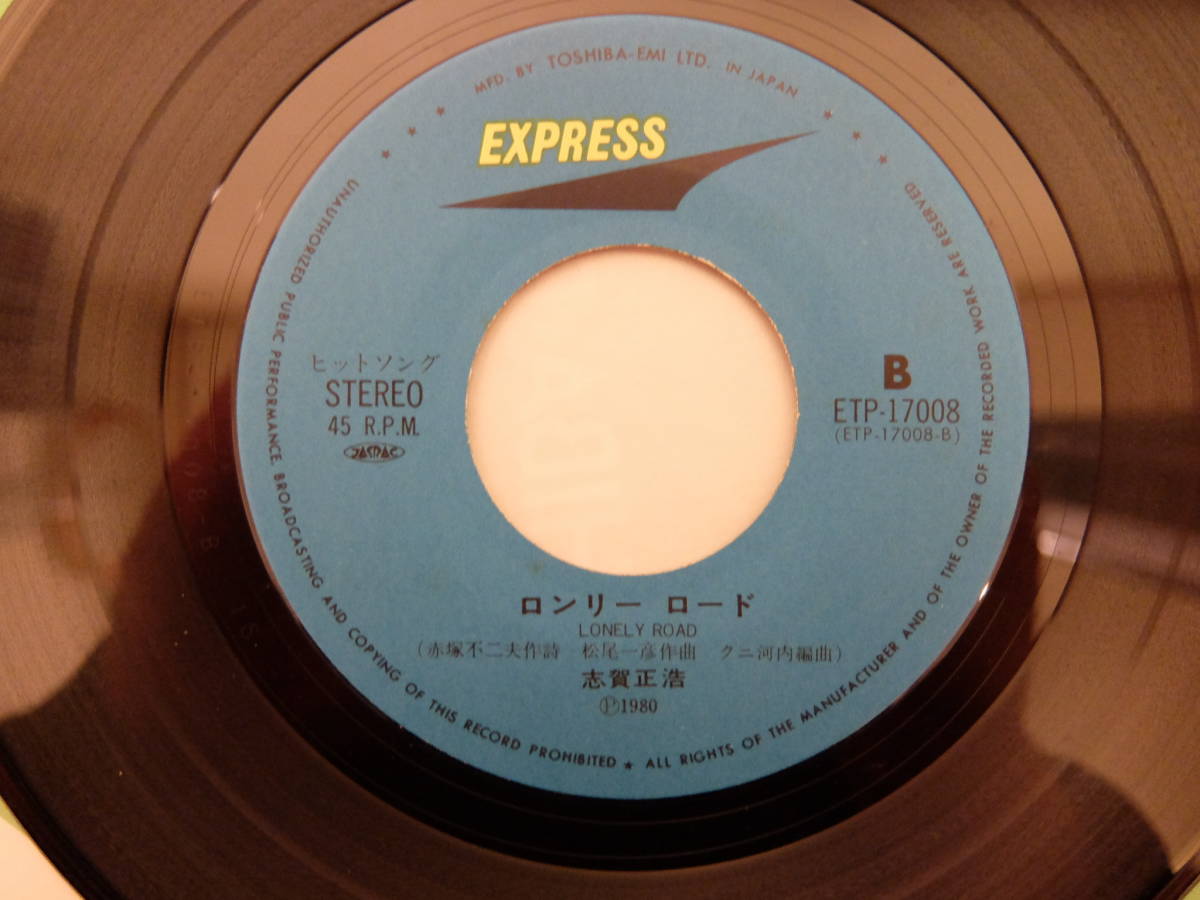 MFD. BY TOSHIBA-EMI LTD. IN JAPAN
EXPRESS
ヒットソング
STEREO
45 R.P.M.
JASRAC
B
ETP-17008
(ETP-17008-B)
ロンリー ロード
LONELY ROAD
(赤塚不二夫作詩 松尾一彦作曲 クニ河内編曲)
志賀正浩
Ⓟ1980
UNAUTHORIZED PUBLIC PERFORMANCE. BROADCASTING AND COPYING OF THIS RECORD PROHIBITED ★ ALL RIGHTS OF THE MANUFACTURER AND OF THE OWNER OF THE RECORDED WORK ARE RESERVED